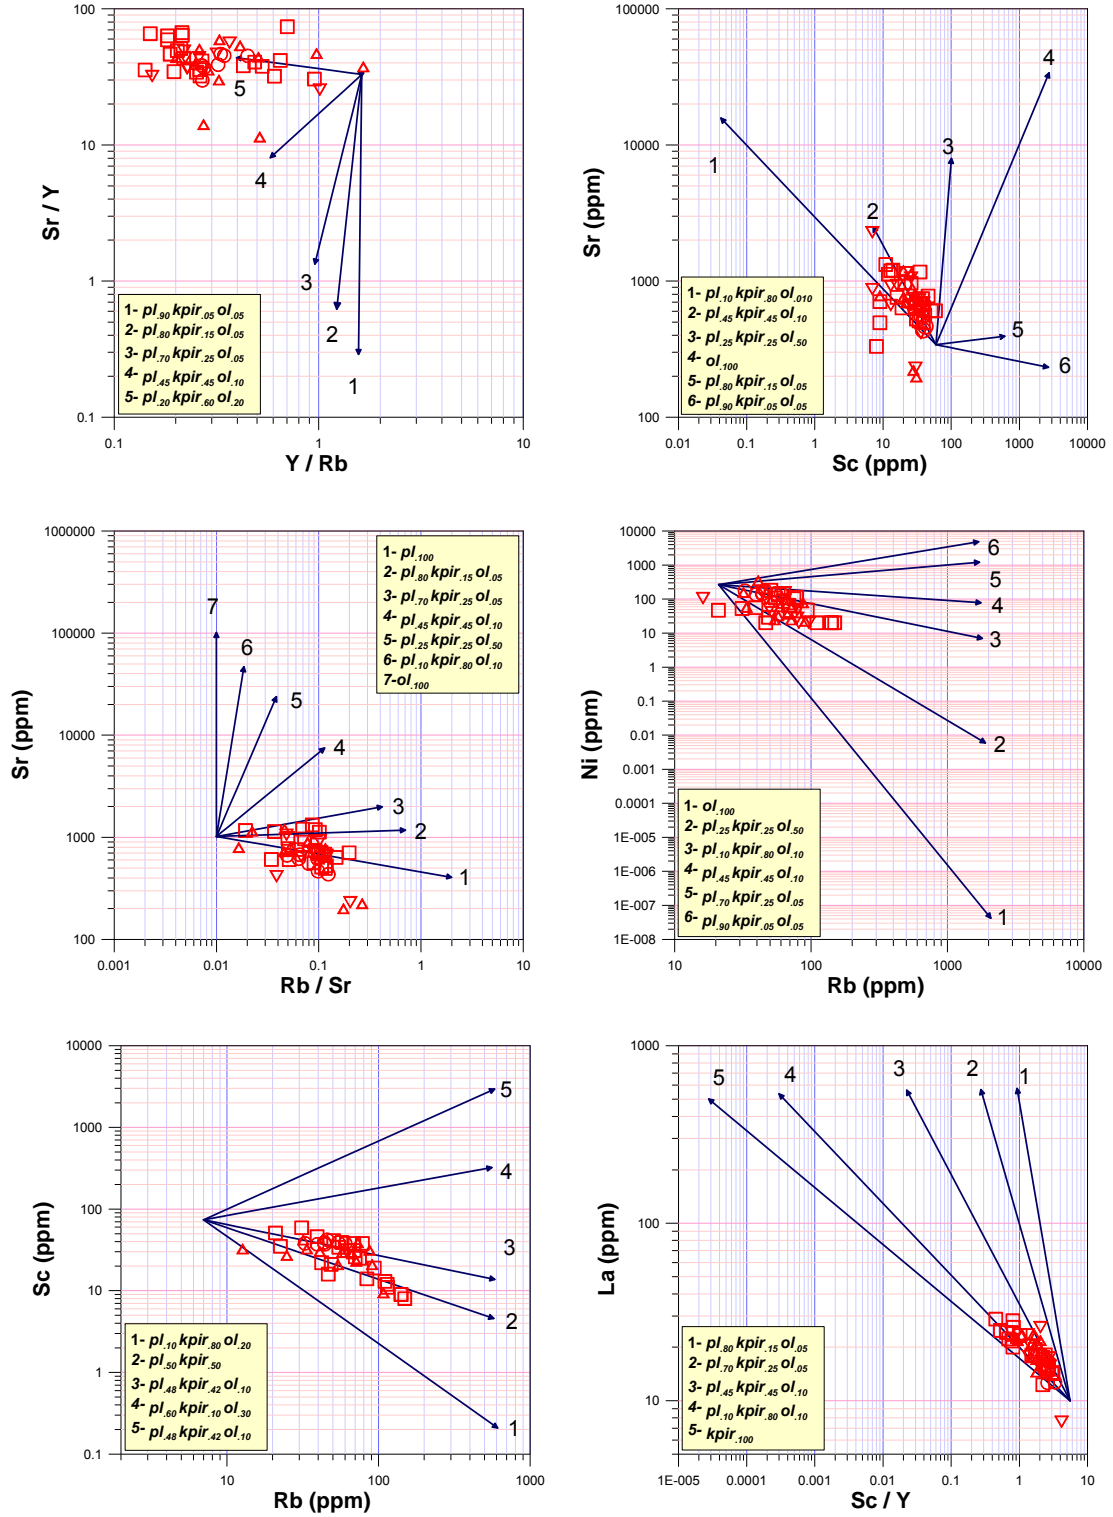 100
10
1
0.1
Sr / Y
0.1
1
10
Y / Rb
5
4
3
2
1
1- pl.90 kpir.05 ol.05
2- pl.80 kpir.15 ol.05
3- pl.70 kpir.25 ol.05
4- pl.45 kpir.45 ol.10
5- pl.20 kpir.60 ol.20
100000
10000
1000
100
Sr (ppm)
0.01
0.1
1
10
100
1000
10000
Sc (ppm)
1
2
3
4
5
6
1- pl.10 kpir.80 ol.010
2- pl.45 kpir.45 ol.10
3- pl.25 kpir.25 ol.50
4- ol.100
5- pl.80 kpir.15 ol.05
6- pl.90 kpir.05 ol.05
1000000
100000
10000
1000
100
Sr (ppm)
0.001
0.01
0.1
1
10
Rb / Sr
7
6
5
4
3
2
1
1- pl.100
2- pl.80 kpir.15 ol.05
3- pl.70 kpir.25 ol.05
4- pl.45 kpir.45 ol.10
5- pl.25 kpir.25 ol.50
6- pl.10 kpir.80 ol.10
7-ol.100
10000
1000
100
10
1
0.1
0.01
0.001
0.0001
1E-005
1E-006
1E-007
1E-008
Ni (ppm)
10
100
1000
10000
Rb (ppm)
6
5
4
3
2
1
1- ol.100
2- pl.25 kpir.25 ol.50
3- pl.10 kpir.80 ol.10
4- pl.45 kpir.45 ol.10
5- pl.70 kpir.25 ol.05
6- pl.90 kpir.05 ol.05
10000
1000
100
10
1
0.1
Sc (ppm)
10
100
1000
Rb (ppm)
5
4
3
2
1
1- pl.10 kpir.80 ol.20
2- pl.50 kpir.50
3- pl.48 kpir.42 ol.10
4- pl.60 kpir.10 ol.30
5- pl.48 kpir.42 ol.10
1000
100
10
La (ppm)
1E-005
0.0001
0.001
0.01
0.1
1
10
Sc / Y
5
4
3
2
1
1- pl.80 kpir.15 ol.05
2- pl.70 kpir.25 ol.05
3- pl.45 kpir.45 ol.10
4- pl.10 kpir.80 ol.10
5- kpir.100